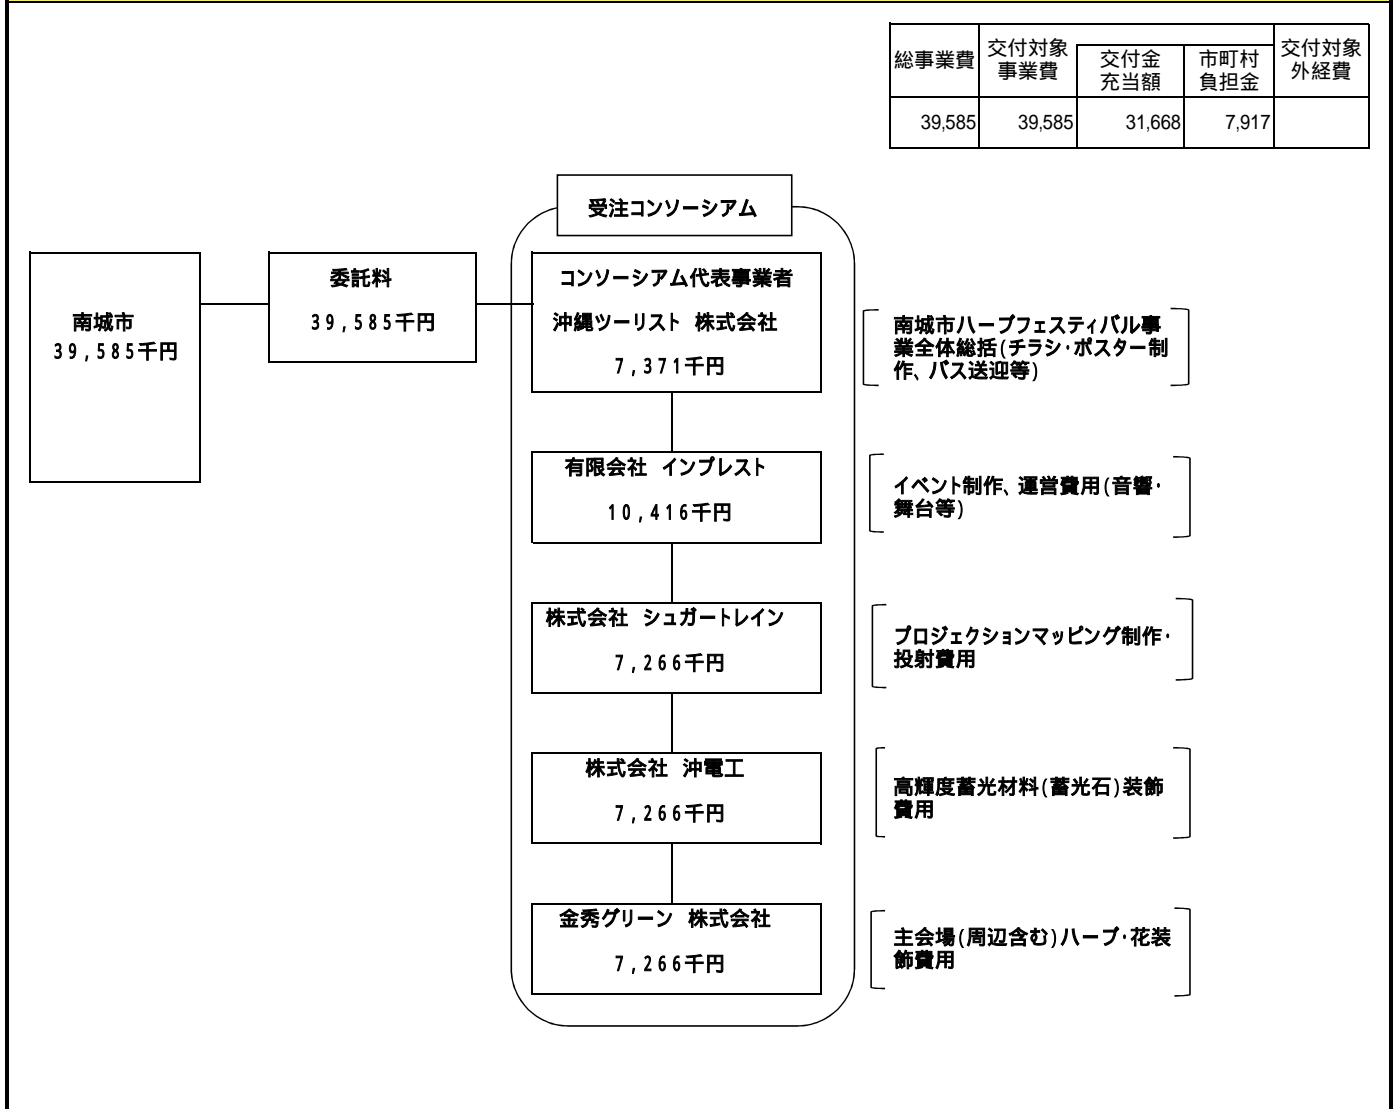 総事業費 交付対象事業費 交付金充当額 市町村負担金 交付対象外経費
39,585 39,585 31,668 7,917
受注コンソーシアム
南城市
39,585千円
委託料
39,585千円
コンソーシアム代表事業者
沖縄ツーリスト 株式会社
7,371千円
南城市ハーブフェスティバル事
業全体総括(チラシ・ポスター制
作、バス送迎等)
有限会社 インプレスト
10,416千円
イベント制作、運営費用(音響・
舞台等)
株式会社 シュガートレイン
7,266千円
プロジェクションマッピング制作・
投射費用
株式会社 沖電工
7,266千円
高輝度蓄光材料(蓄光石)装飾
費用
金秀グリーン 株式会社
7,266千円
主会場(周辺含む)ハーブ・花装
飾費用